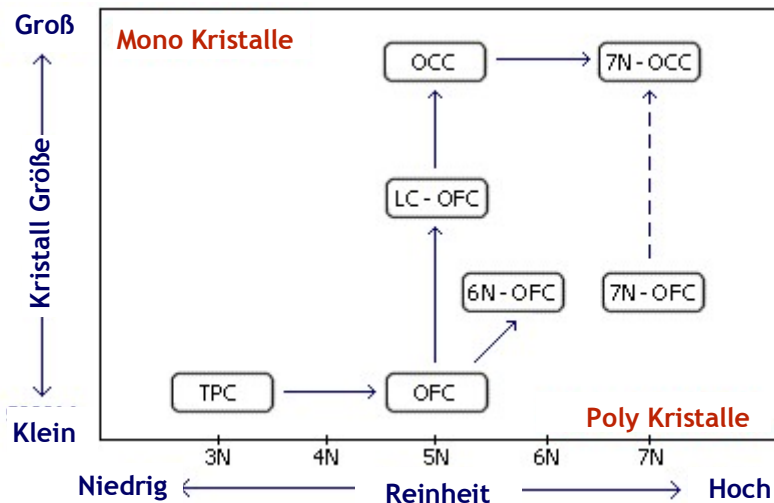 Groß
Mono Kristalle
OCC
7N - OCC
Kristall Größe
LC - OFC
6N - OFC
7N - OFC
TPC
OFC
Poly Kristalle
Klein
3N
4N
5N
6N
7N
Niedrig
Reinheit
Hoch